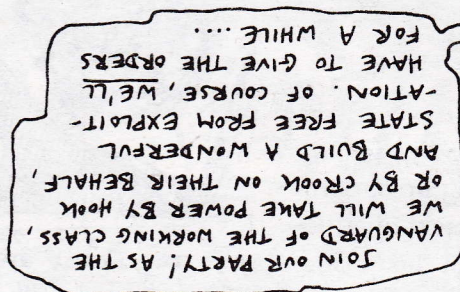 JOIN OUR PARTY! AS THE
VANGUARD OF THE WORKING CLASS,
WE WILL TAKE POWER BY HOOK
OR BY CROOK ON THEIR BEHALF,
AND BUILD A WONDERFUL
STATE FREE FROM EXPLOIT-
-ATION. OF COURSE, WE'LL
HAVE TO GIVE THE ORDERS
FOR A WHILE ....